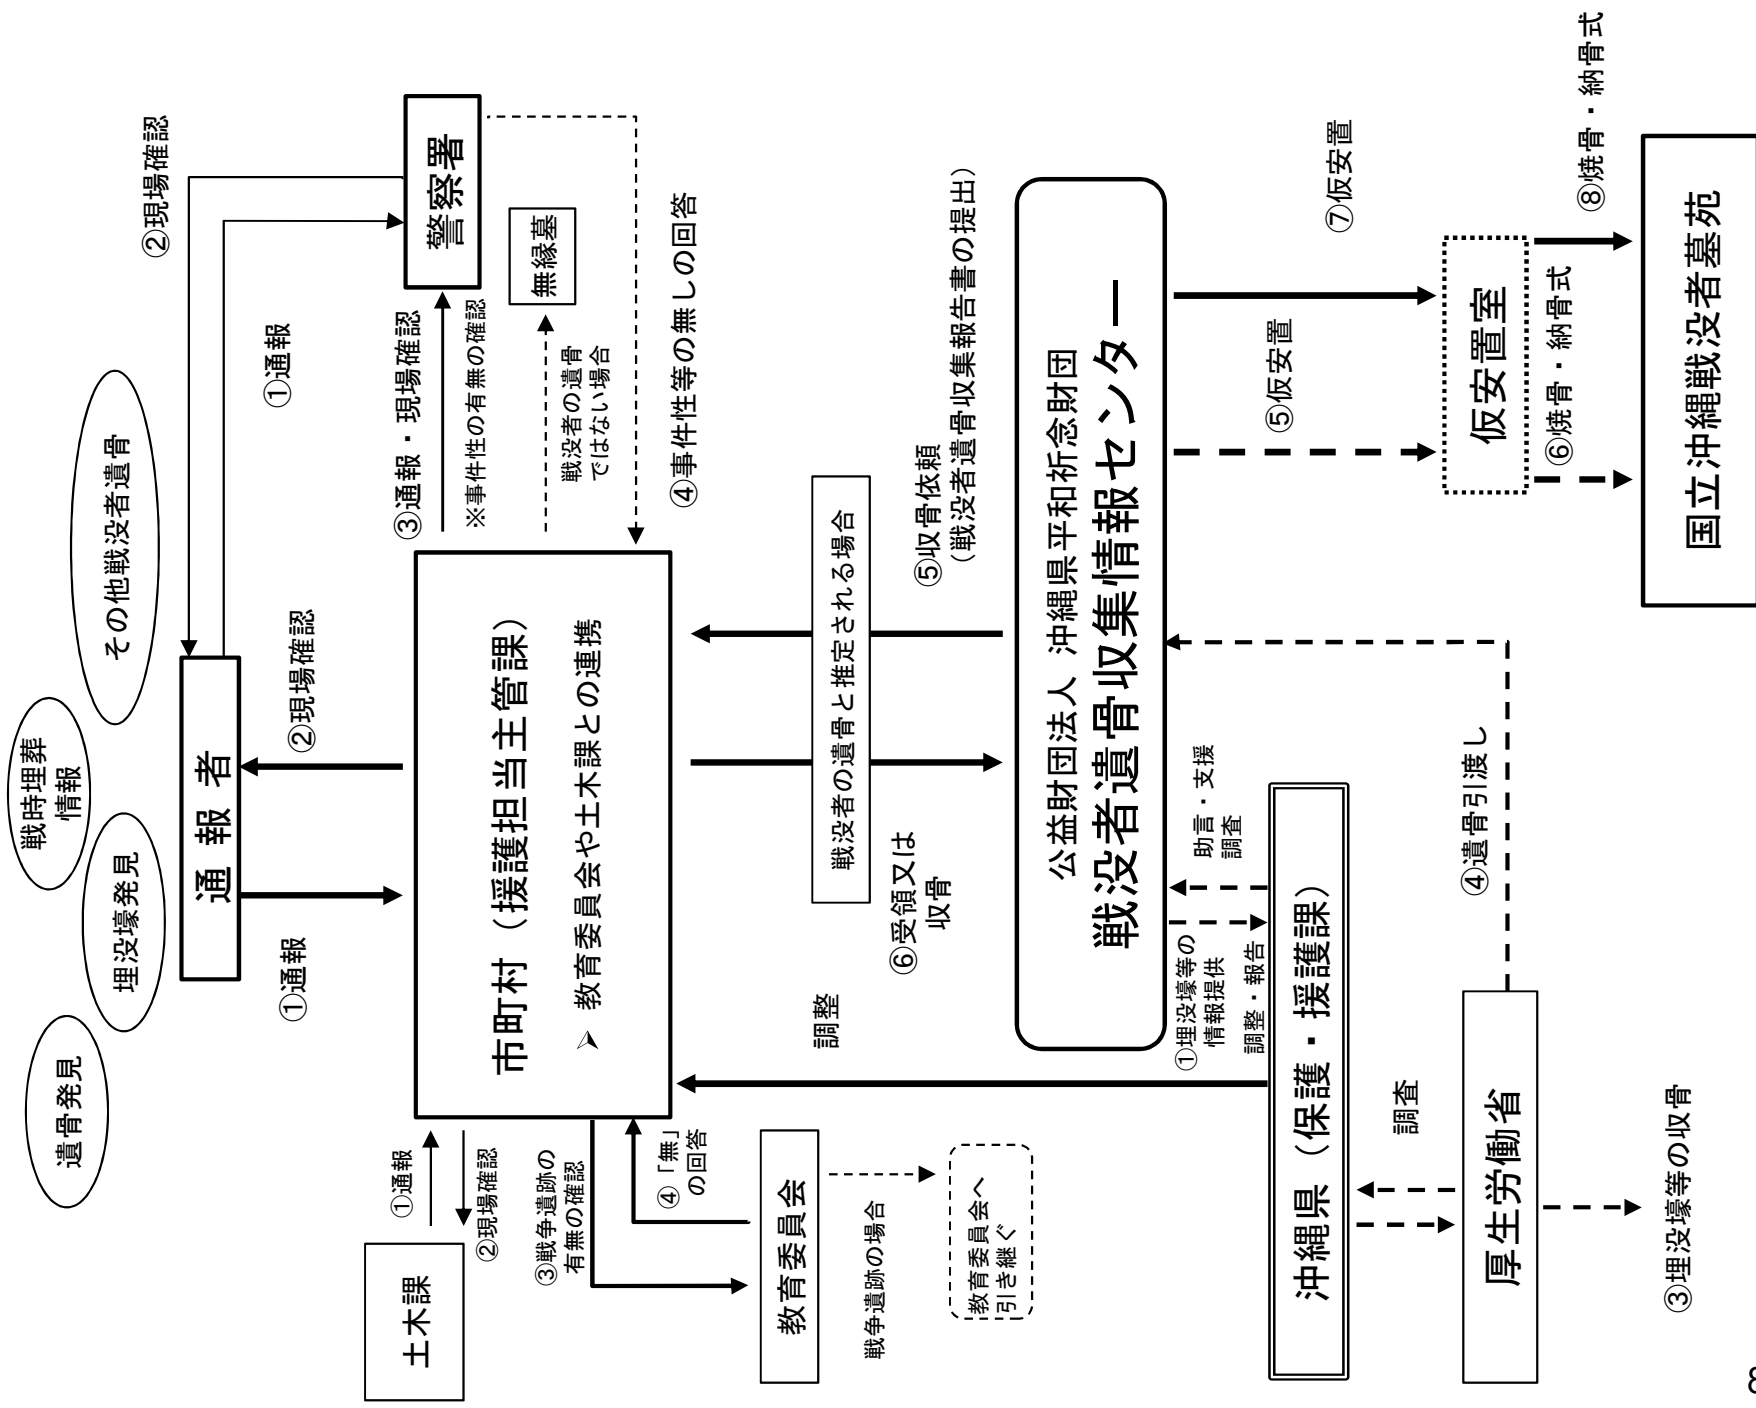 遺骨発見
埋没壕発見
戦時埋葬
情報
その他戦没者遺骨
通 報 者
①通報
②現場確認
①通報
②現場確認
土木課
①通報
②現場確認
市町村（援護担当主管課）
➢ 教育委員会や土木課との連携
③通報・現場確認
※事件性の有無の確認
警察署
無縁墓
戦没者の遺骨
ではない場合
④事件性等の無しの回答
③戦争遺跡の
有無の確認
④「無」
の回答
教育委員会
戦争遺跡の場合
教育委員会へ
引き継ぐ
調整
戦没者の遺骨と推定される場合
⑥受領又は
収骨
⑤収骨依頼
（戦没者遺骨収集報告書の提出）
公益財団法人 沖縄県平和祈念財団
戦没者遺骨収集情報センター
①埋没壕等の
情報提供
調整・報告
助言・支援
調査
沖縄県（保護・援護課）
調査
厚生労働省
③埋没壕等の収骨
④遺骨引渡し
⑤仮安置
⑦仮安置
仮安置室
⑥焼骨・納骨式
⑧焼骨・納骨式
国立沖縄戦没者墓苑
8